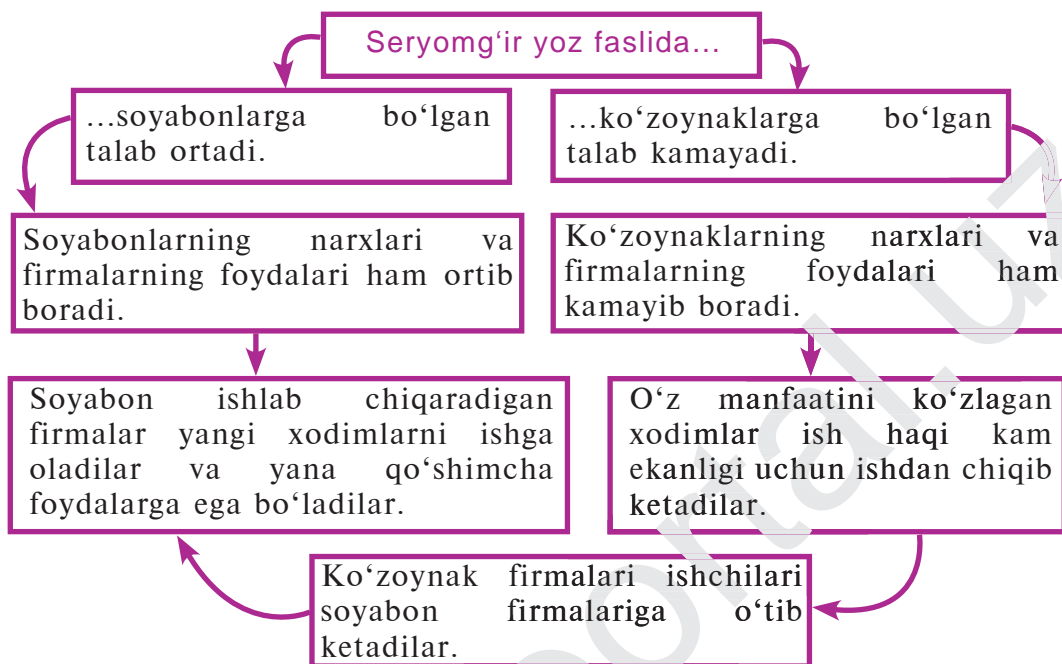 Seryomg‘ir yoz faslida...
...soyabonlarga bo‘lgan
talab ortadi.
...ko‘zoynaklarga bo‘lgan
talab kamayadi.
Soyabonlarning narxlari va
firmalarning foydalari ham ortib
boradi.
Ko‘zoynaklarning narxlari va
firmalarning foydalari ham
kamayib boradi.
Soyabon ishlab chiqaradigan
firmalar yangi xodimlarni ishga
oladilar va yana qo‘shimcha
foydalarga ega bo‘ladilar.
O‘z manfaatini ko‘zlagan
xodimlar ish haqi kam
ekanligi uchun ishdan chiqib
ketadilar.
Ko‘zoynak firmalari ishchilari
soyabon firmalariga o‘tib
ketadilar.
ortal.uz